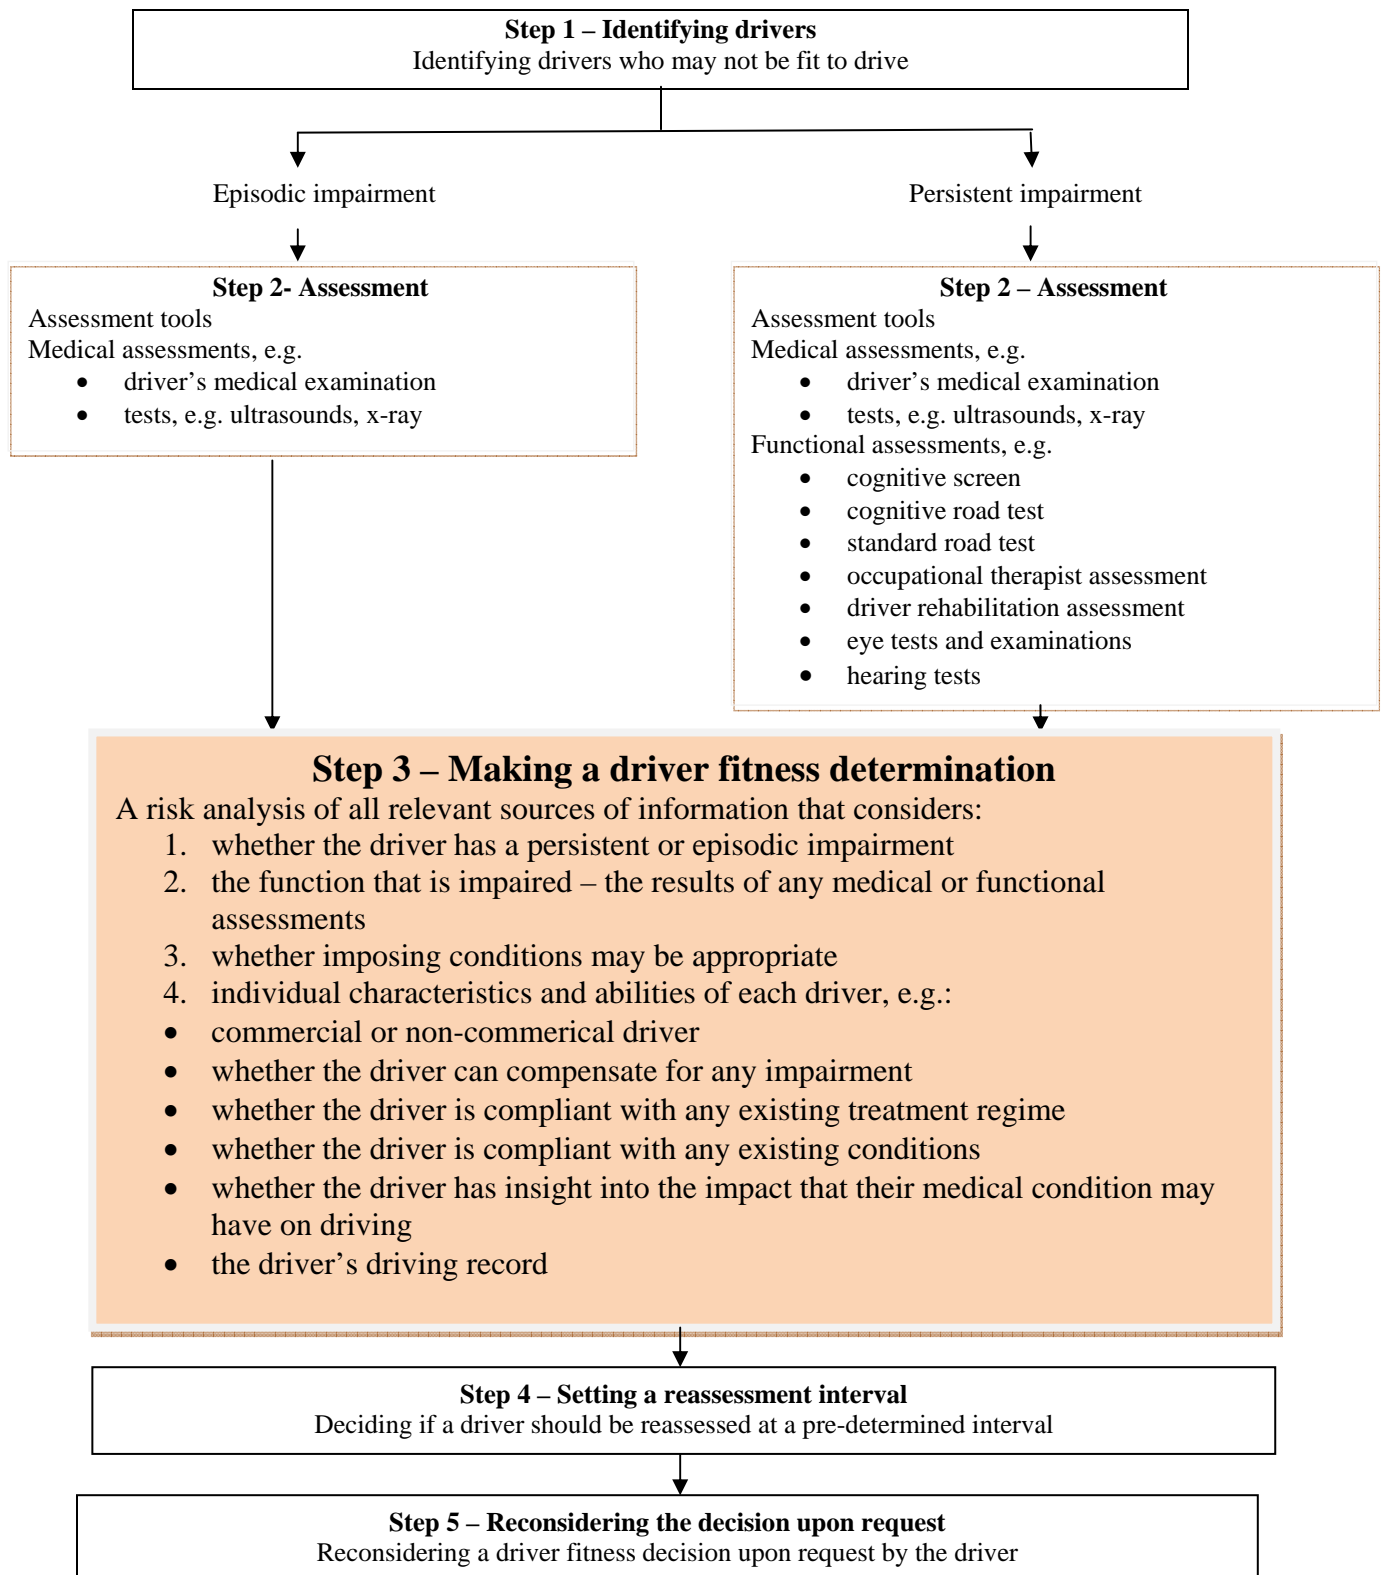 Step 1 – Identifying drivers
Identifying drivers who may not be fit to drive
Episodic impairment
Persistent impairment
Step 2- Assessment
Assessment tools
Medical assessments, e.g.
• driver’s medical examination
• tests, e.g. ultrasounds, x-ray
Step 2 – Assessment
Assessment tools
Medical assessments, e.g.
• driver’s medical examination
• tests, e.g. ultrasounds, x-ray
Functional assessments, e.g.
• cognitive screen
• cognitive road test
• standard road test
• occupational therapist assessment
• driver rehabilitation assessment
• eye tests and examinations
• hearing tests
Step 3 – Making a driver fitness determination
A risk analysis of all relevant sources of information that considers:
1. whether the driver has a persistent or episodic impairment
2. the function that is impaired – the results of any medical or functional
assessments
3. whether imposing conditions may be appropriate
4. individual characteristics and abilities of each driver, e.g.:
• commercial or non-commerical driver
• whether the driver can compensate for any impairment
• whether the driver is compliant with any existing treatment regime
• whether the driver is compliant with any existing conditions
• whether the driver has insight into the impact that their medical condition may
have on driving
• the driver’s driving record
Step 4 – Setting a reassessment interval
Deciding if a driver should be reassessed at a pre-determined interval
Step 5 – Reconsidering the decision upon request
Reconsidering a driver fitness decision upon request by the driver